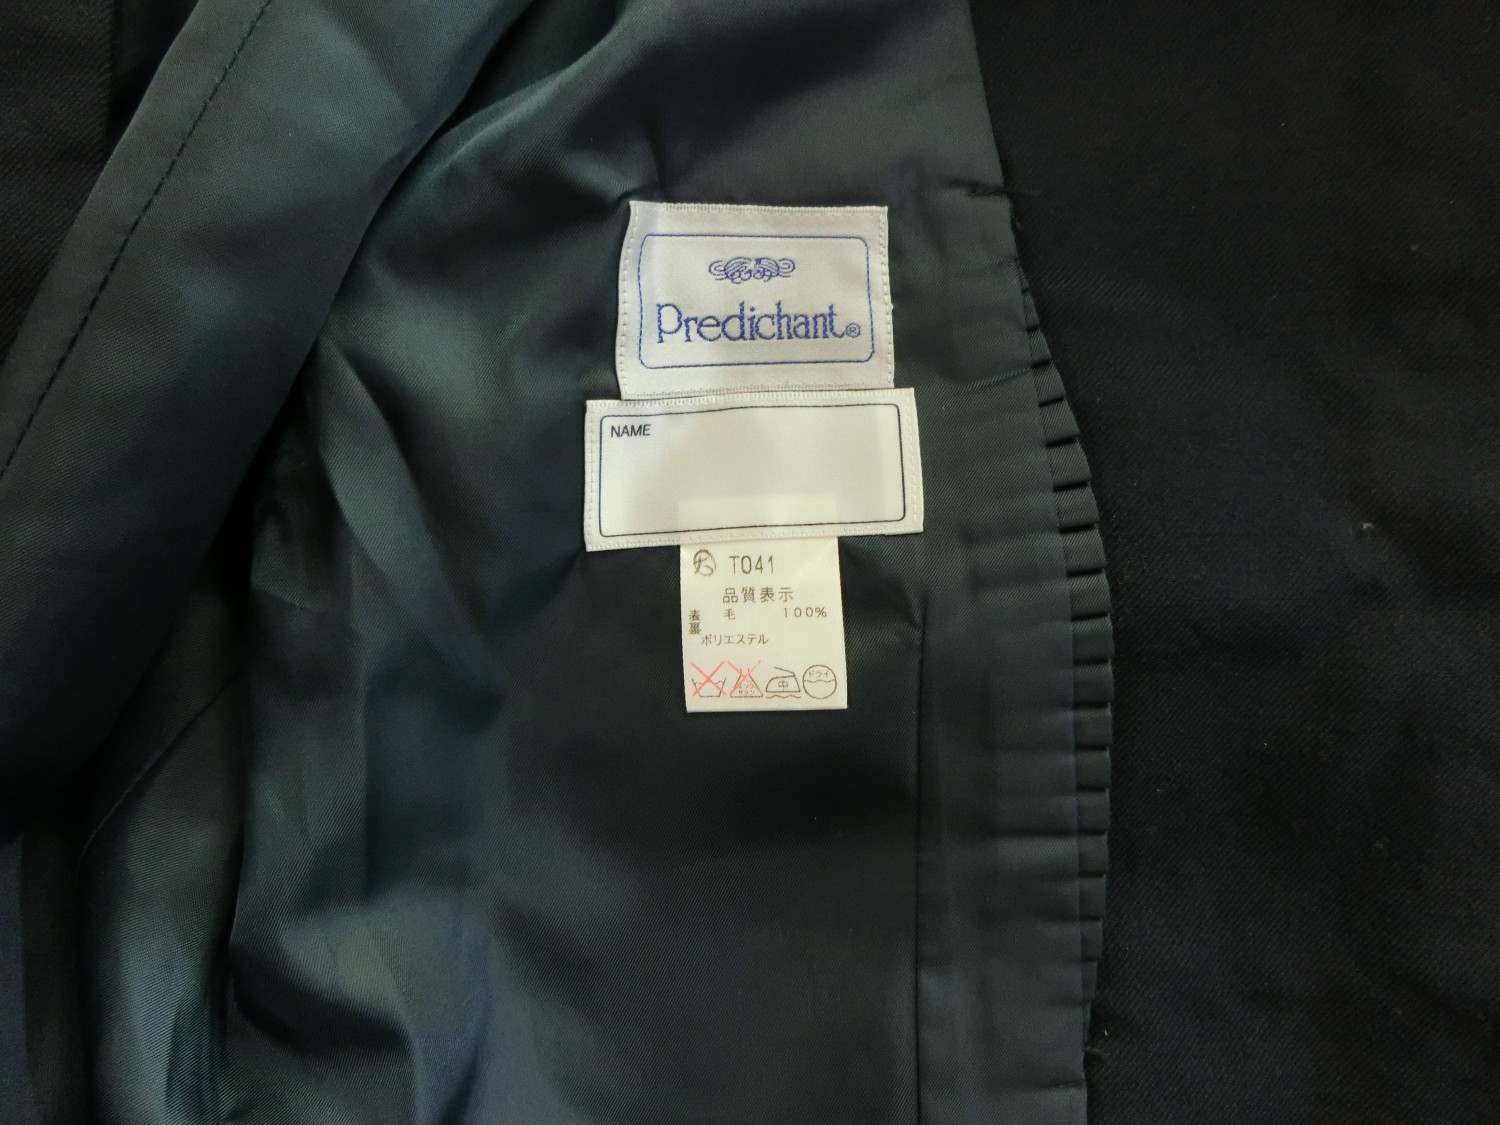 Predichant®
NAME
T041
品質表示
表 毛 100%
裏
ポリエステル
中
ドライ